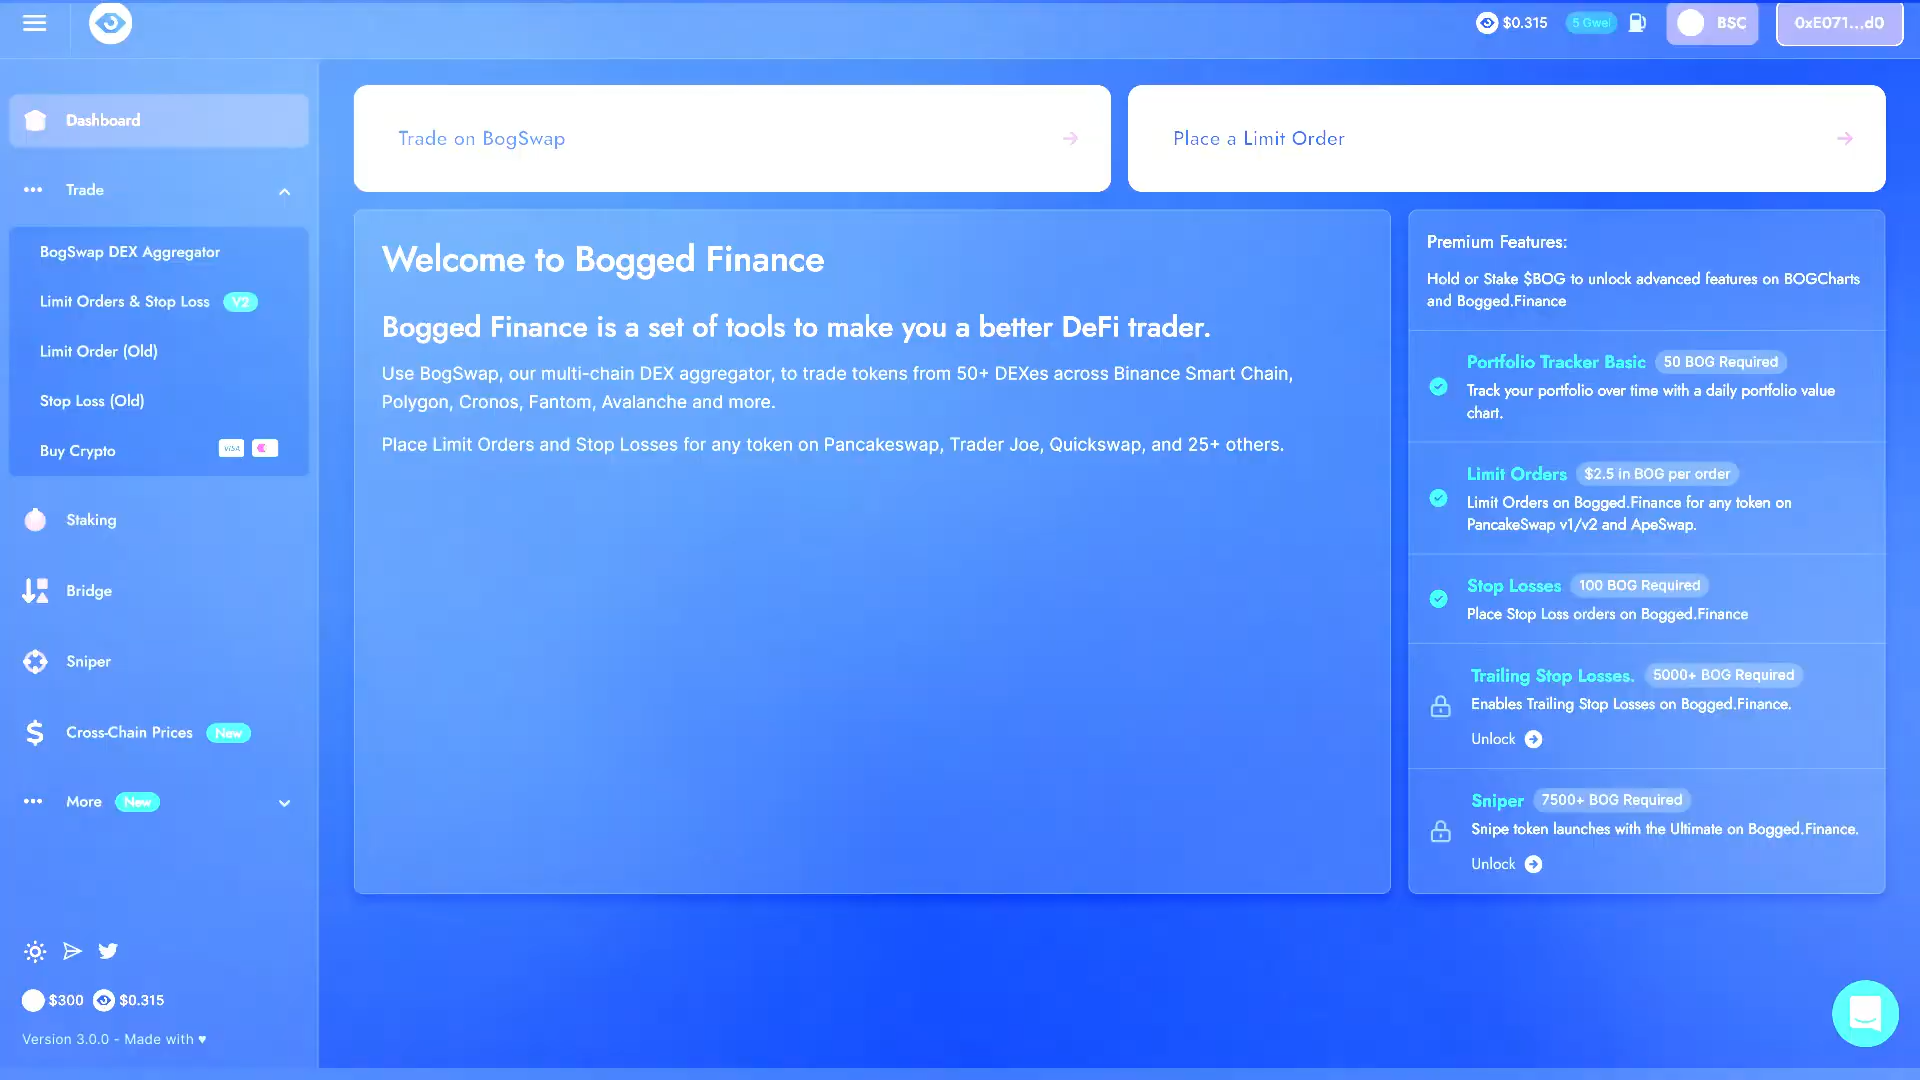 $0.315
5 Gwei
BSC
0xE071...d0
Dashboard
Trade
BogSwap DEX Aggregator
Limit Orders & Stop Loss V2
Limit Order (Old)
Stop Loss (Old)
Buy Crypto VISA
Staking
Bridge
Sniper
Cross-Chain Prices New
More New
$300 $0.315
Version 3.0.0 - Made with ♥
Trade on BogSwap
Place a Limit Order
Welcome to Bogged Finance
Bogged Finance is a set of tools to make you a better DeFi trader.
Use BogSwap, our multi-chain DEX aggregator, to trade tokens from 50+ DEXes across Binance Smart Chain,
Polygon, Cronos, Fantom, Avalanche and more.
Place Limit Orders and Stop Losses for any token on Pancakeswap, Trader Joe, Quickswap, and 25+ others.
Premium Features:
Hold or Stake $BOG to unlock advanced features on BOGCharts
and Bogged.Finance
Portfolio Tracker Basic 50 BOG Required
Track your portfolio over time with a daily portfolio value
chart.
Limit Orders $2.5 in BOG per order
Limit Orders on Bogged.Finance for any token on
PancakeSwap v1/v2 and ApeSwap.
Stop Losses 100 BOG Required
Place Stop Loss orders on Bogged.Finance
Trailing Stop Losses. 5000+ BOG Required
Enables Trailing Stop Losses on Bogged.Finance.
Unlock
Sniper 7500+ BOG Required
Snipe token launches with the Ultimate on Bogged.Finance.
Unlock